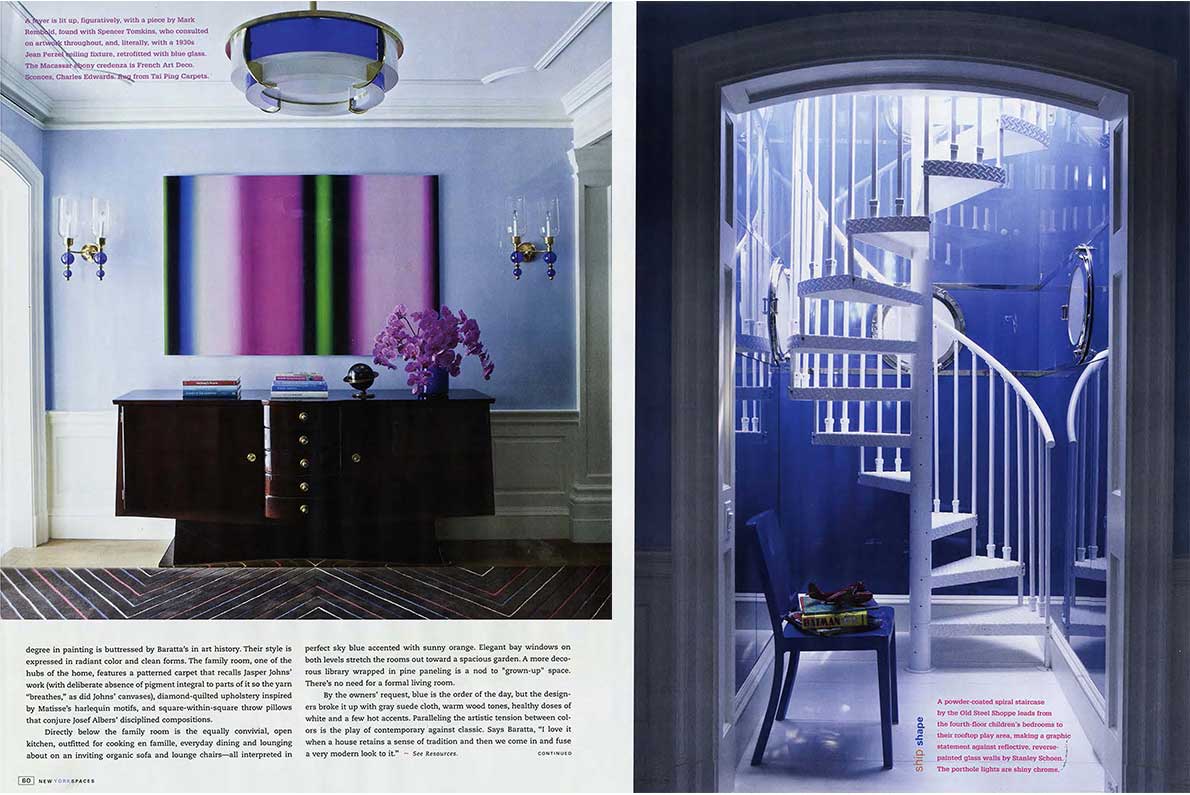 A foyer is lit up, figuratively, with a piece by Mark
Rembold, found with Spencer Tomkins, who consulted
on artwork throughout, and, literally, with a 1930s
Jean Perzel ceiling fixture, retrofitted with blue glass.
The Macassar ebony credenza is French Art Deco.
Sconces, Charles Edwards. Rug from Tai Ping Carpets.
degree in painting is buttressed by Baratta's in art history. Their style is
expressed in radiant color and clean forms. The family room, one of the
hubs of the home, features a patterned carpet that recalls Jasper Johns'
work (with deliberate absence of pigment integral to parts of it so the yarn
"breathes," as did Johns' canvases), diamond-quilted upholstery inspired
by Matisse's harlequin motifs, and square-within-square throw pillows
that conjure Josef Albers' disciplined compositions.
Directly below the family room is the equally convivial, open
kitchen, outfitted for cooking en famille, everyday dining and lounging
about on an inviting organic sofa and lounge chairs—all interpreted in
perfect sky blue accented with sunny orange. Elegant bay windows on
both levels stretch the rooms out toward a spacious garden. A more deco-
rous library wrapped in pine paneling is a nod to "grown-up" space.
There's no need for a formal living room.
By the owners' request, blue is the order of the day, but the design-
ers broke it up with gray suede cloth, warm wood tones, healthy doses of
white and a few hot accents. Paralleling the artistic tension between col-
ors is the play of contemporary against classic. Says Baratta, "I love it
when a house retains a sense of tradition and then we come in and fuse
a very modern look to it." ~ See Resources. CONTINUED
60 NEWYORKSPACES
BATMAN
ship shape
A powder-coated spiral staircase
by the Old Steel Shoppe leads from
the fourth-floor children's bedrooms to
their rooftop play area, making a graphic
statement against reflective, reverse-
painted glass walls by Stanley Schoen.
The porthole lights are shiny chrome.